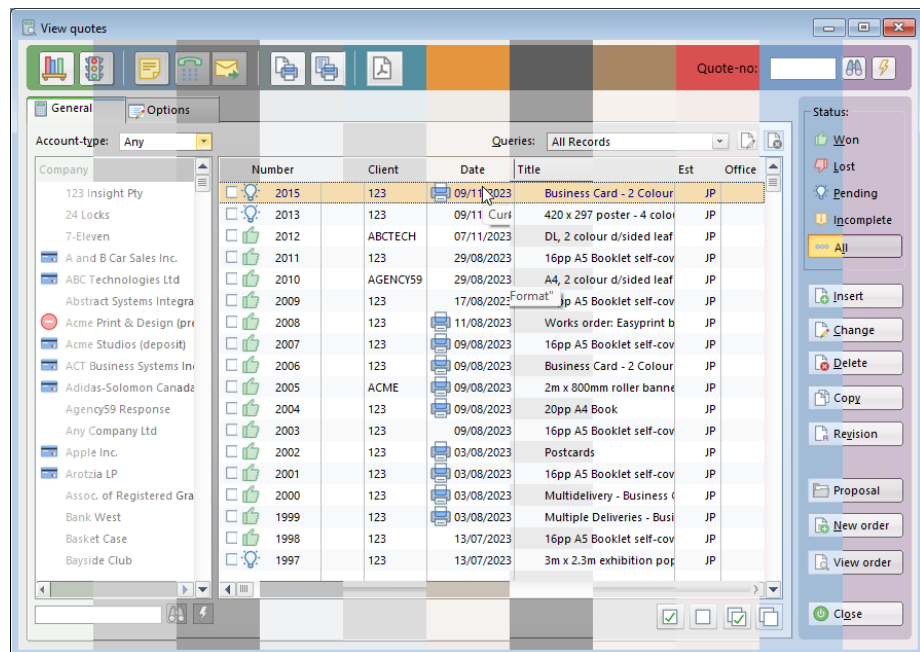 View quotes
Quote-no:
General
Options
Account-type: Any
Queries: All Records
Company
123 Insight Pty
24 Locks
7-Eleven
A and B Car Sales Inc.
ABC Technologies Ltd
Abstract Systems Integra
Acme Print & Design (pre
Acme Studios (deposit)
ACT Business Systems In
Adidas-Solomon Canada
Agency59 Response
Any Company Ltd
Apple Inc.
Arotzia LP
Assoc. of Registered Gra
Bank West
Basket Case
Bayside Club
Number Client Date Title Est Office
2015 123 09/11/2023 Business Card - 2 Colour JP
2013 123 09/11 Curr 420 x 297 poster - 4 colou JP
2012 ABCTECH 07/11/2023 DL, 2 colour d/sided leaf JP
2011 123 29/08/2023 16pp A5 Booklet self-cov JP
2010 AGENCY59 29/08/2023 A4, 2 colour d/sided leaf JP
2009 123 17/08/2023 Format" pp A5 Booklet self-cov JP
2008 123 11/08/2023 Works order: Easyprint b JP
2007 123 09/08/2023 16pp A5 Booklet self-cov JP
2006 123 09/08/2023 Business Card - 2 Colour JP
2005 ACME 09/08/2023 2m x 800mm roller banne JP
2004 123 09/08/2023 20pp A4 Book JP
2003 123 09/08/2023 16pp A5 Booklet self-cov JP
2002 123 03/08/2023 Postcards JP
2001 123 03/08/2023 16pp A5 Booklet self-cov JP
2000 123 03/08/2023 Multidelivery - Business JP
1999 123 03/08/2023 Multiple Deliveries - Busi JP
1998 123 13/07/2023 16pp A5 Booklet self-cov JP
1997 123 13/07/2023 3m x 2.3m exhibition pop JP
Status:
Won
Lost
Pending
Incomplete
All
Insert
Change
Delete
Copy
Revision
Proposal
New order
View order
Close